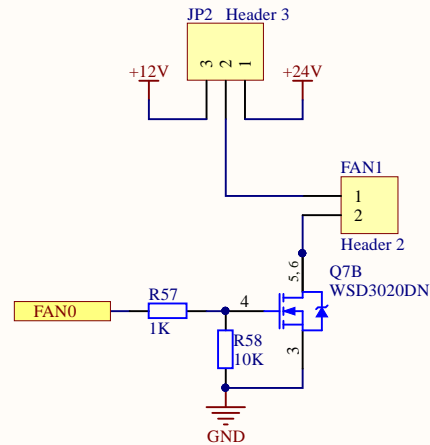 JP2 Header 3
+12V
3
2
1
+24V
FAN1
1
2
Header 2
5, 6
Q7B
WSD3020DN
R57
4
FAN0
1K
R58
10K
3
GND